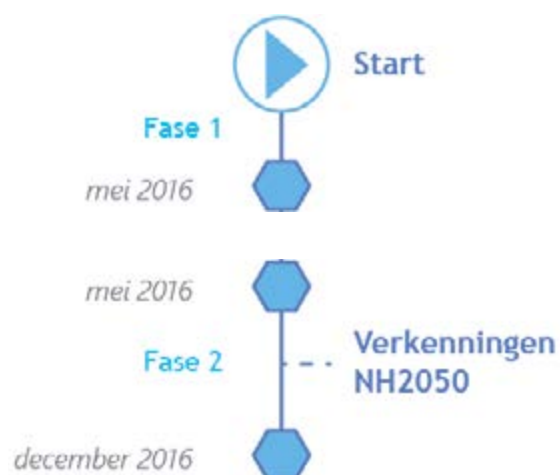 Start
Fase 1
mei 2016
mei 2016
Verkenningen
Fase 2
NH2050
december 2016